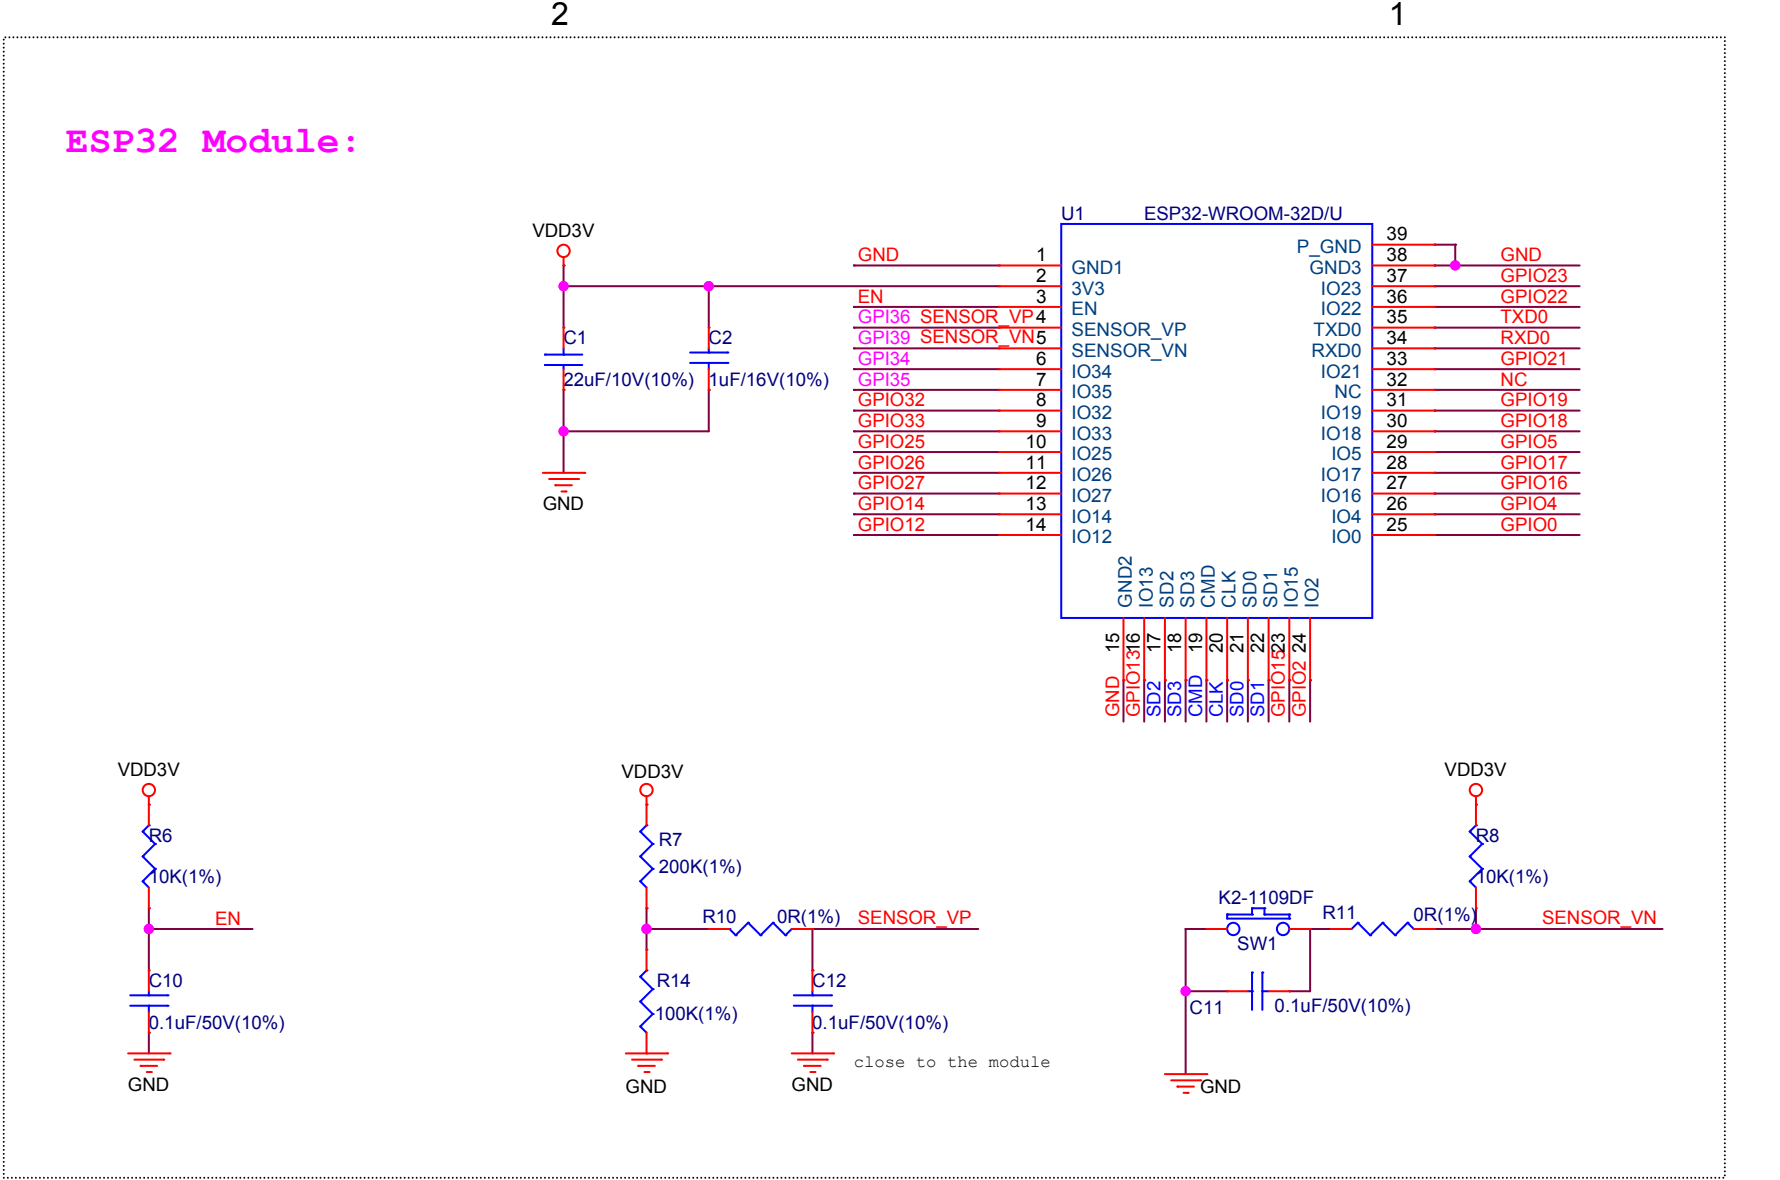 2 1
ESP32 Module:
U1 ESP32-WROOM-32D/U
VDD3V
C1
22uF/10V(10%)
C2
1uF/16V(10%)
GND
GND 1 GND1
2 3V3
EN 3 EN
GPI36 SENSOR_VP 4 SENSOR_VP
GPI39 SENSOR_VN 5 SENSOR_VN
GPI34 6 IO34
GPI35 7 IO35
GPIO32 8 IO32
GPIO33 9 IO33
GPIO25 10 IO25
GPIO26 11 IO26
GPIO27 12 IO27
GPIO14 13 IO14
GPIO12 14 IO12
P_GND 39
GND3 38 GND
IO23 37 GPIO23
IO22 36 GPIO22
TXD0 35 TXD0
RXD0 34 RXD0
IO21 33 GPIO21
NC 32 NC
IO19 31 GPIO19
IO18 30 GPIO18
IO5 29 GPIO5
IO17 28 GPIO17
IO16 27 GPIO16
IO4 26 GPIO4
IO0 25 GPIO0
GND2 15 GND
IO13 16 GPIO13
SD2 17 SD2
SD3 18 SD3
CMD 19 CMD
CLK 20 CLK
SD0 21 SD0
SD1 22 SD1
IO15 23 GPIO15
IO2 24 GPIO2
VDD3V
R6
10K(1%)
EN
C10
0.1uF/50V(10%)
GND
VDD3V
R7
200K(1%)
R10 0R(1%) SENSOR_VP
R14
100K(1%)
GND
C12
0.1uF/50V(10%)
GND
close to the module
VDD3V
R8
10K(1%)
K2-1109DF
SW1
R11 0R(1%) SENSOR_VN
C11 0.1uF/50V(10%)
GND